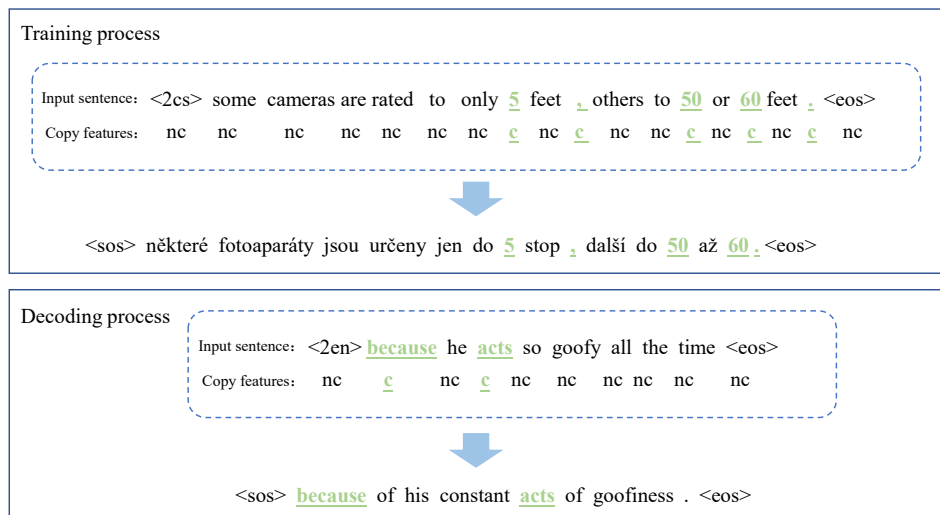 Training process
Input sentence: <2cs> some cameras are rated to only 5 feet , others to 50 or 60 feet . <eos>
Copy features: nc nc nc nc nc nc nc c nc c nc nc c nc c nc c nc
<sos> některé fotoaparáty jsou určeny jen do 5 stop , další do 50 až 60 . <eos>
Decoding process
Input sentence: <2en> because he acts so goofy all the time <eos>
Copy features: nc c nc c nc nc nc nc nc nc
<sos> because of his constant acts of goofiness . <eos>